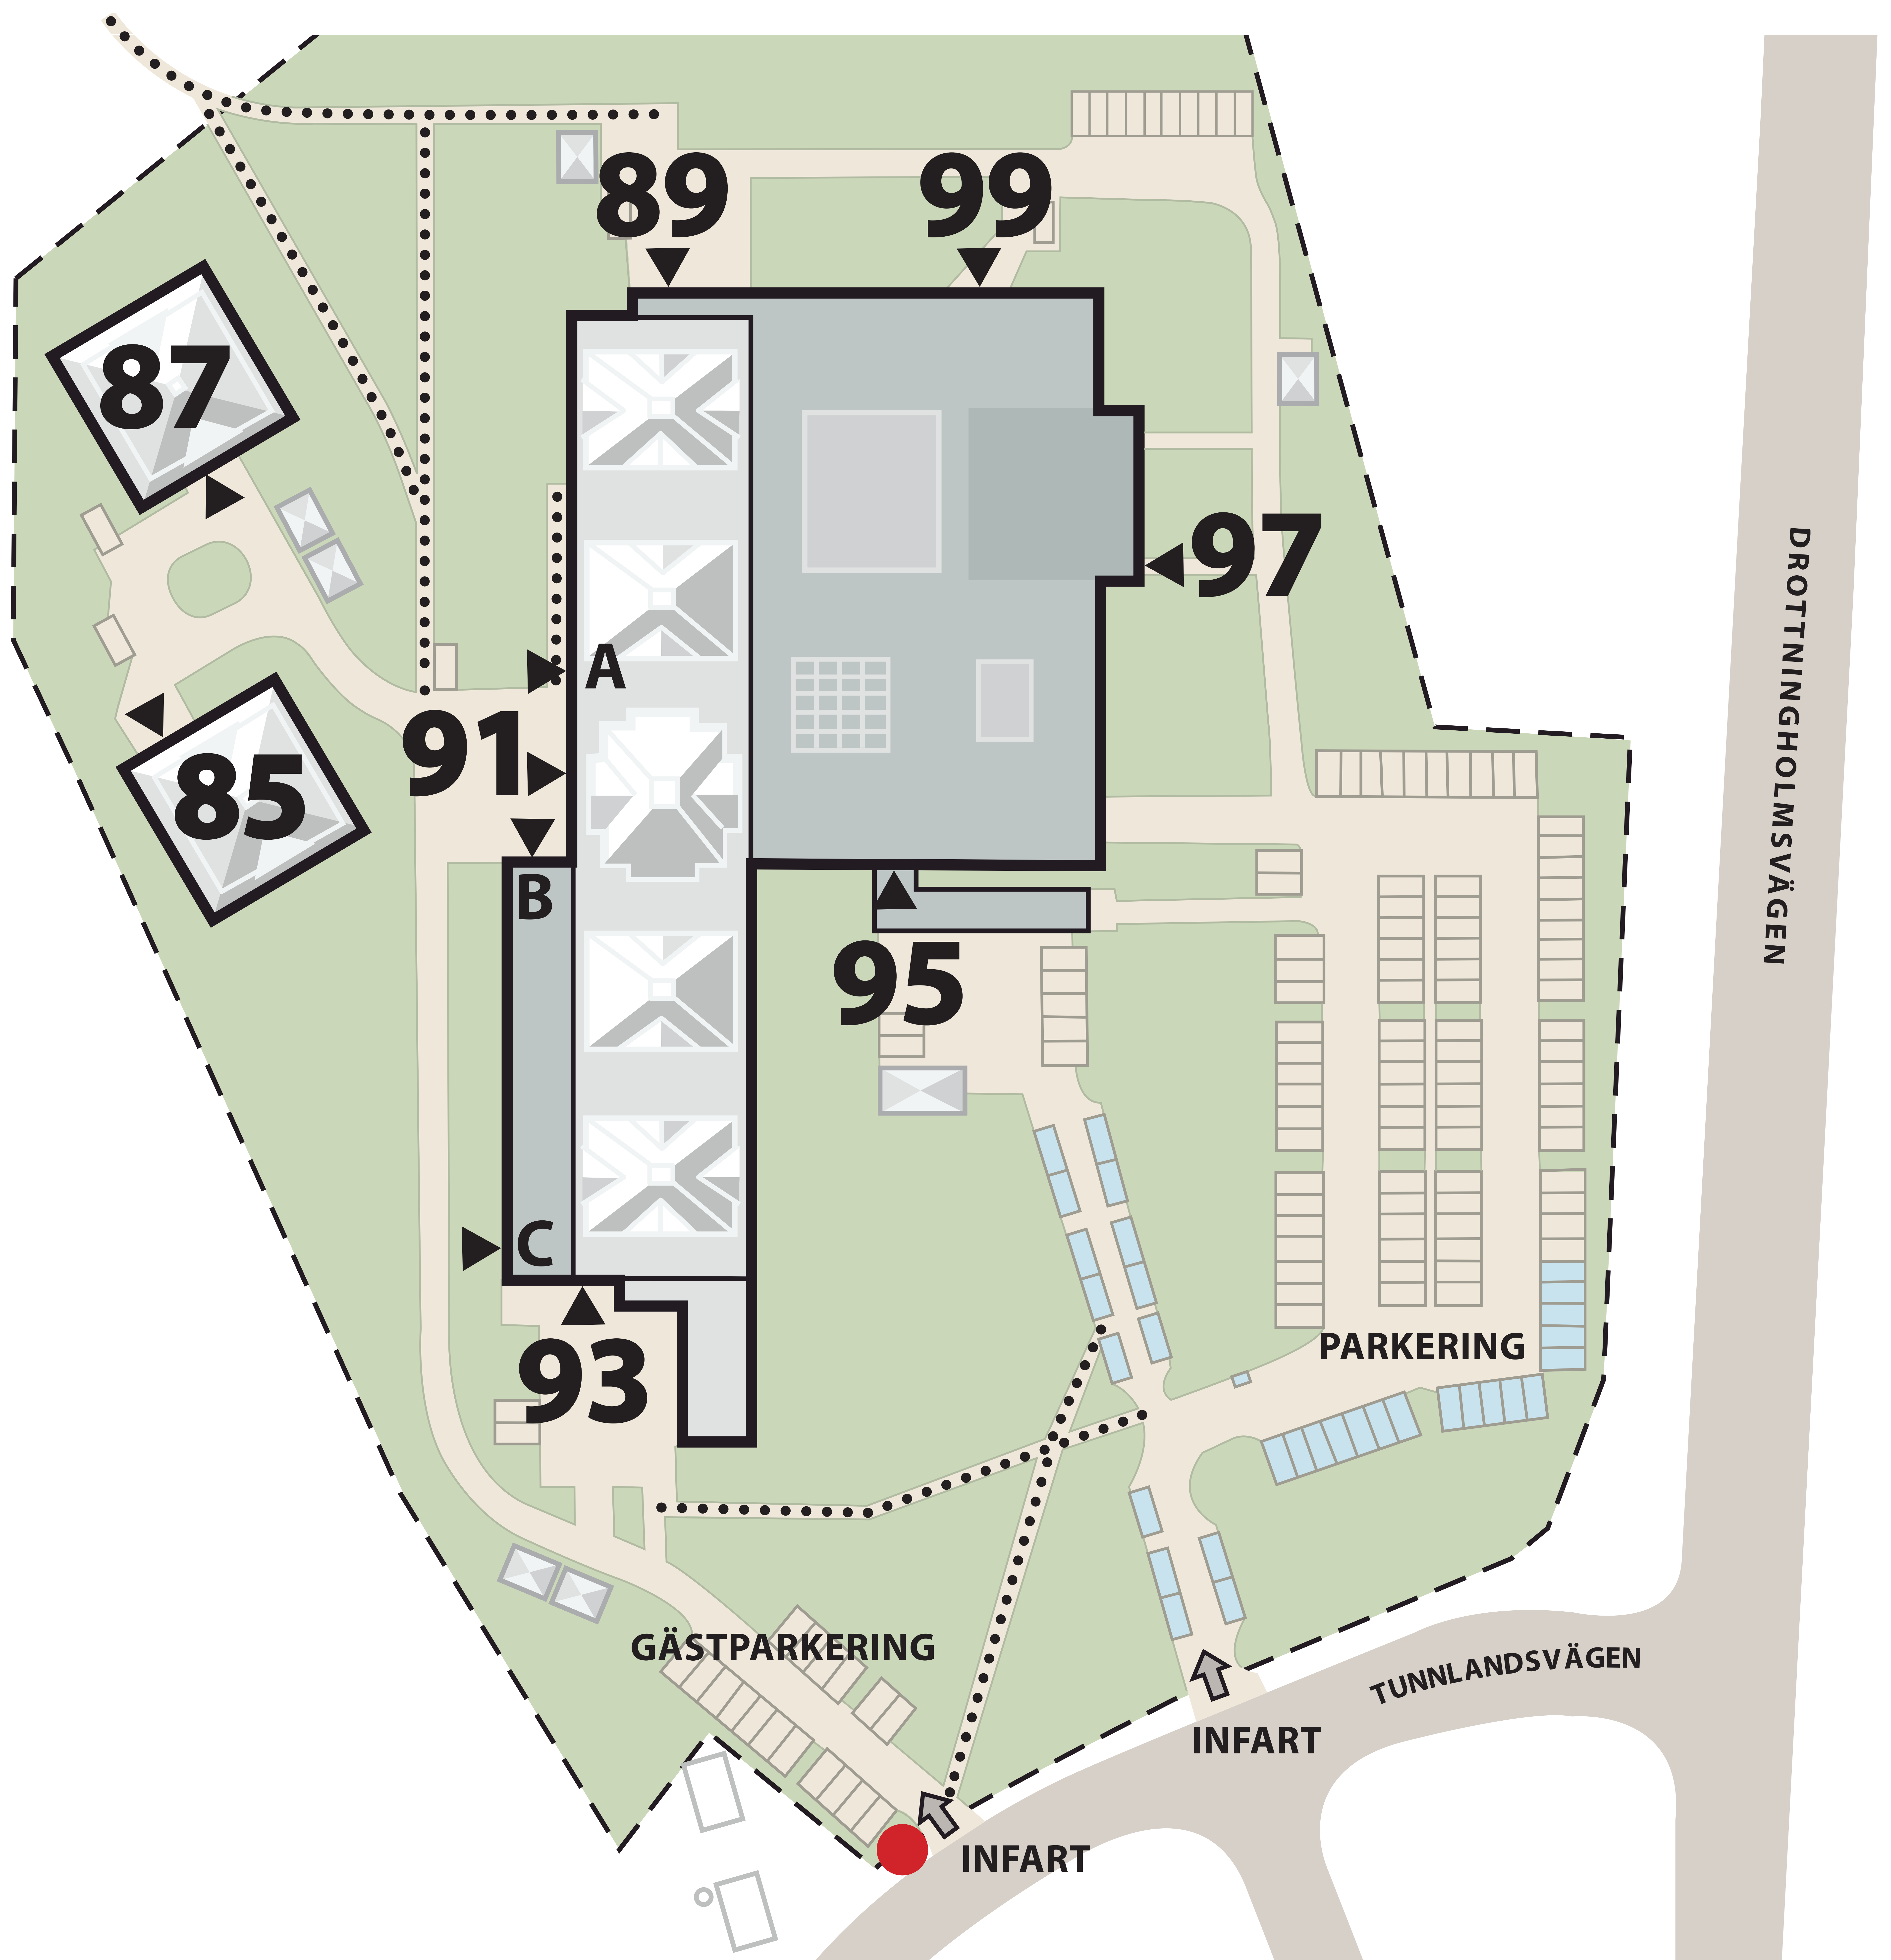 89
99
87
97
DROTTNINGHOLMSVÄGEN
A
91
85
B
95
C
PARKERING
93
GÄSTPARKERING
TUNNLANDSVÄGEN
INFART
INFART